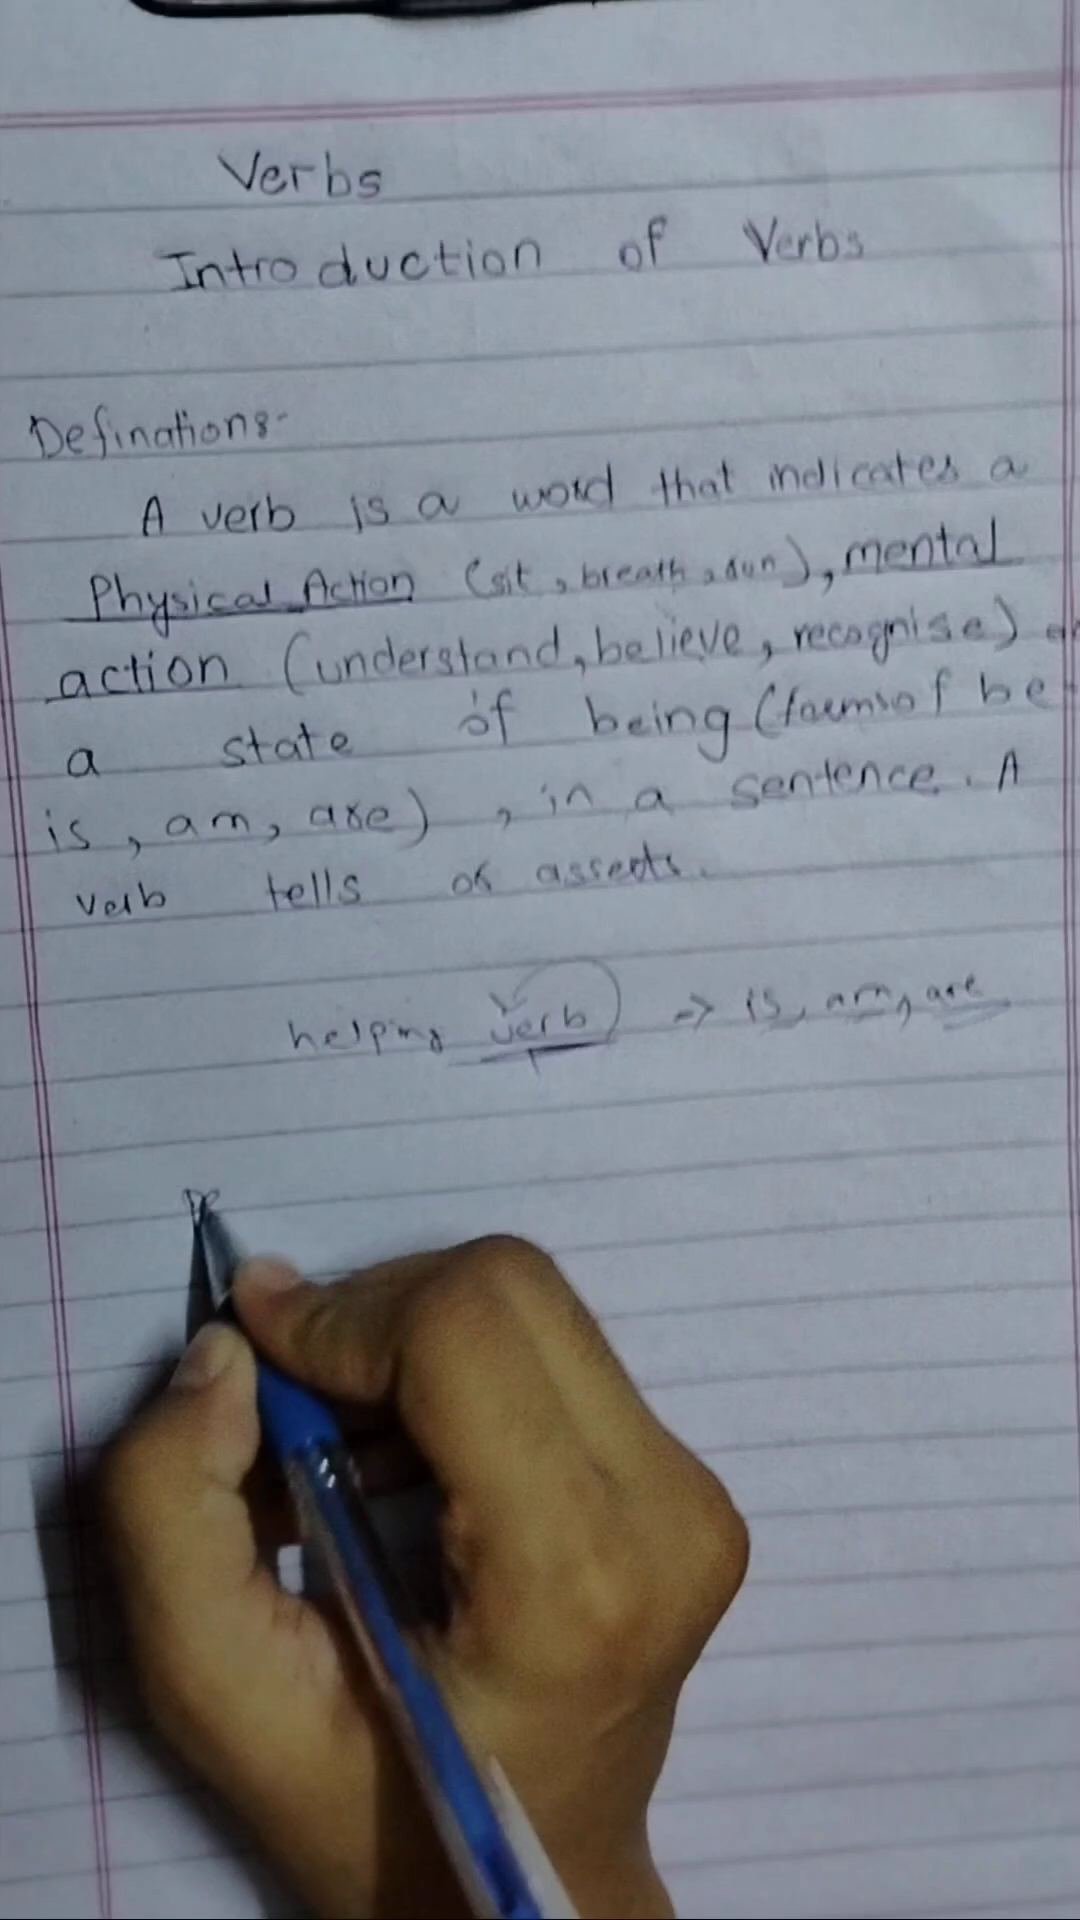 Verbs
Introduction of Verbs
Definations-
A verb is a word that indicates a
Physical Action (sit, breath, run), mental
action (understand, believe, recognise)
a state of being (forms of be
is, am, are), in a sentence. A
verb tells or asserts.
helping verb → is, am, are